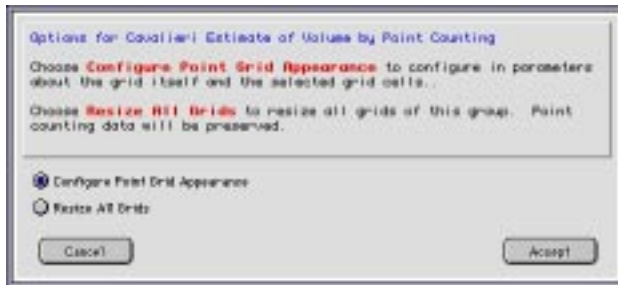 Options for Cavalieri Estimate of Volume by Point Counting
Choose Configure Point Grid Appearance to configure in parameters
about the grid itself and the selected grid cells..
Choose Resize All Grids to resize all grids of this group. Point
counting data will be preserved.
Configure Point Grid Appearance
Resize All Grids
Cancel
Accept